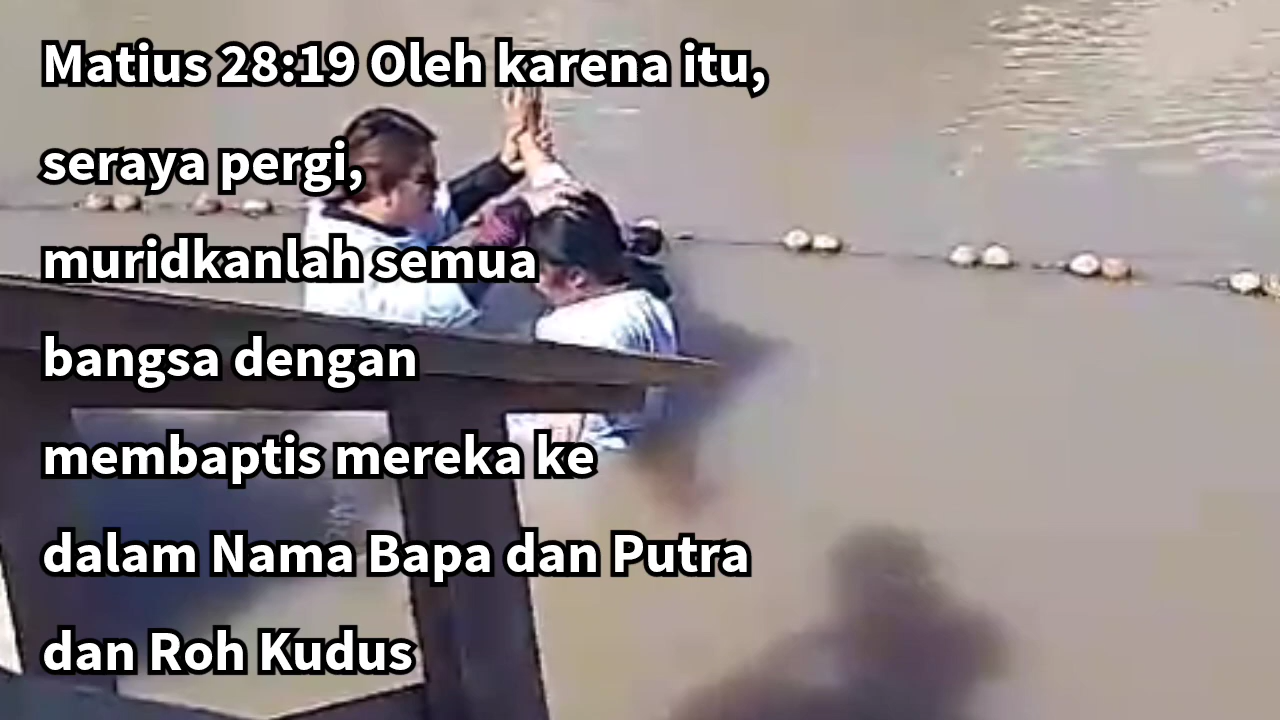 Matius 28:19 Oleh karena itu,
seraya pergi,
muridkanlah semua
bangsa dengan
membaptis mereka ke
dalam Nama Bapa dan Putra
dan Roh Kudus